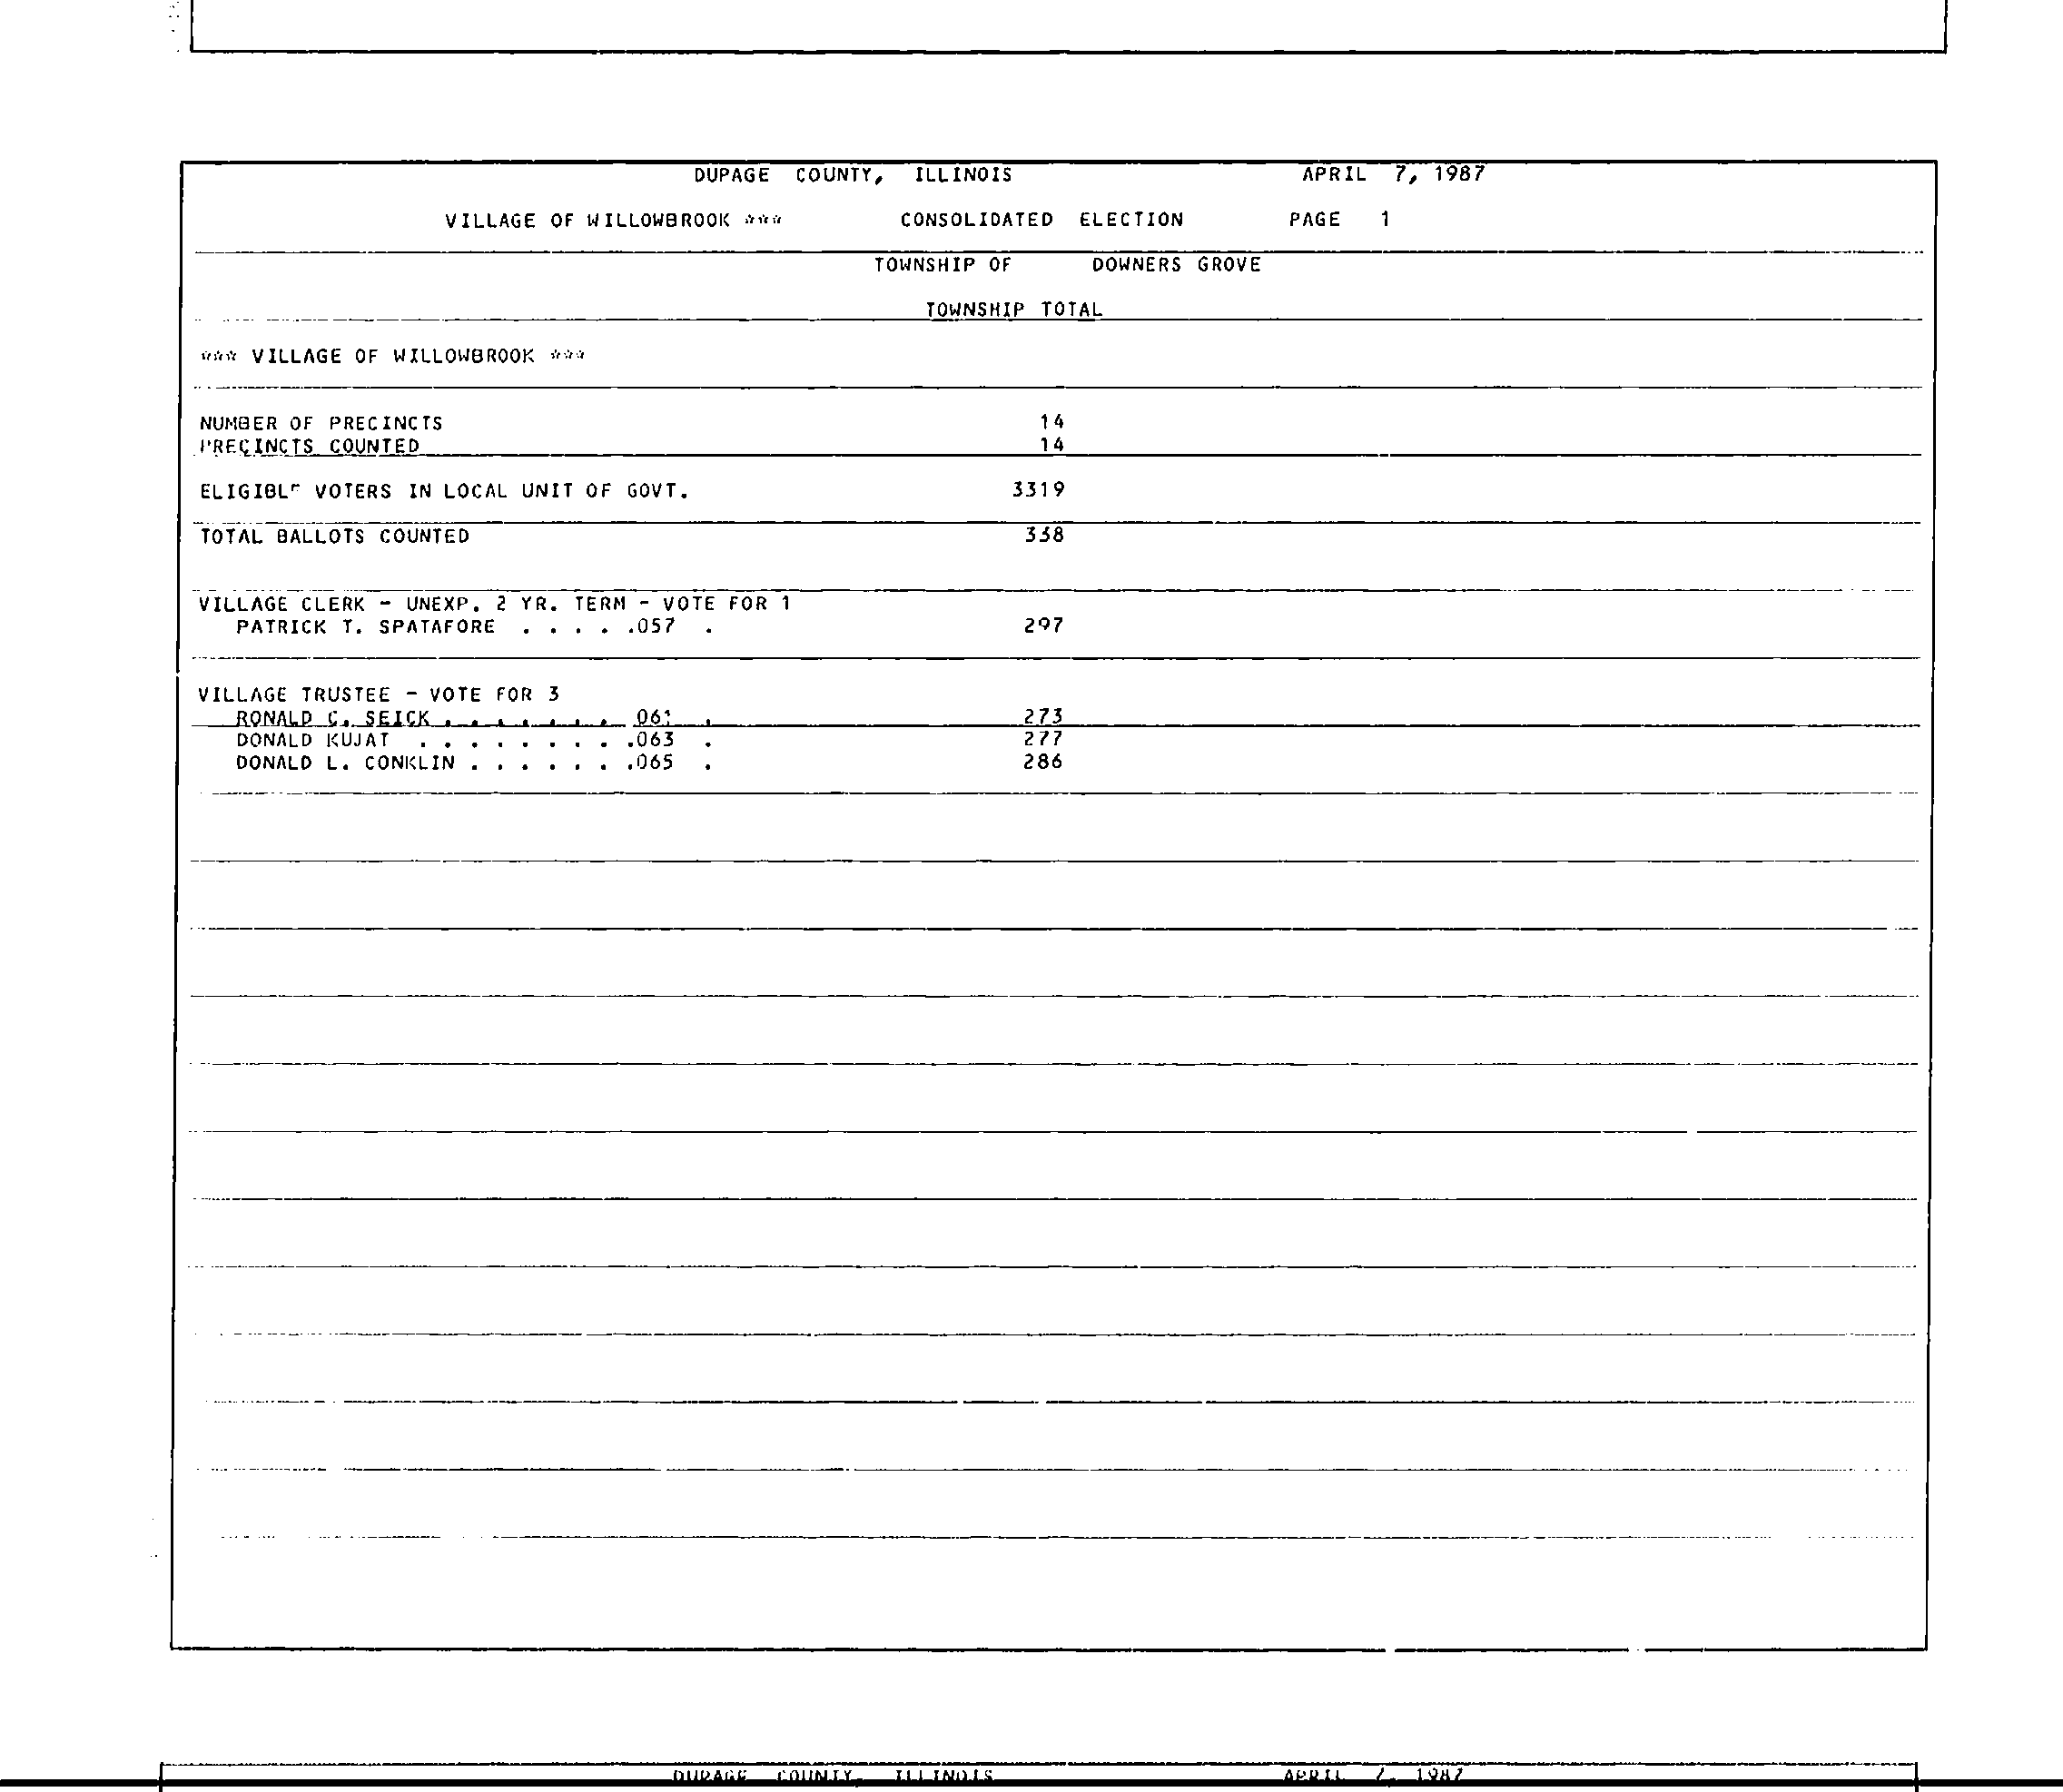 DUPAGE COUNTY, ILLINOIS APRIL 7, 1987
VILLAGE OF WILLOWBROOK *** CONSOLIDATED ELECTION PAGE 1
TOWNSHIP OF DOWNERS GROVE
TOWNSHIP TOTAL
*** VILLAGE OF WILLOWBROOK ***
NUMBER OF PRECINCTS 14
PRECINCTS COUNTED 14
ELIGIBLE VOTERS IN LOCAL UNIT OF GOVT. 3319
TOTAL BALLOTS COUNTED 338
VILLAGE CLERK - UNEXP. 2 YR. TERM - VOTE FOR 1
PATRICK T. SPATAFORE . . . . .057 . 297
VILLAGE TRUSTEE - VOTE FOR 3
RONALD C. SEICK . . . . . . . 061 . 273
DONALD KUJAT . . . . . . . . .063 . 277
DONALD L. CONKLIN . . . . . . .065 . 286
DUPAGE COUNTY, ILLINOIS APRIL 7, 1987